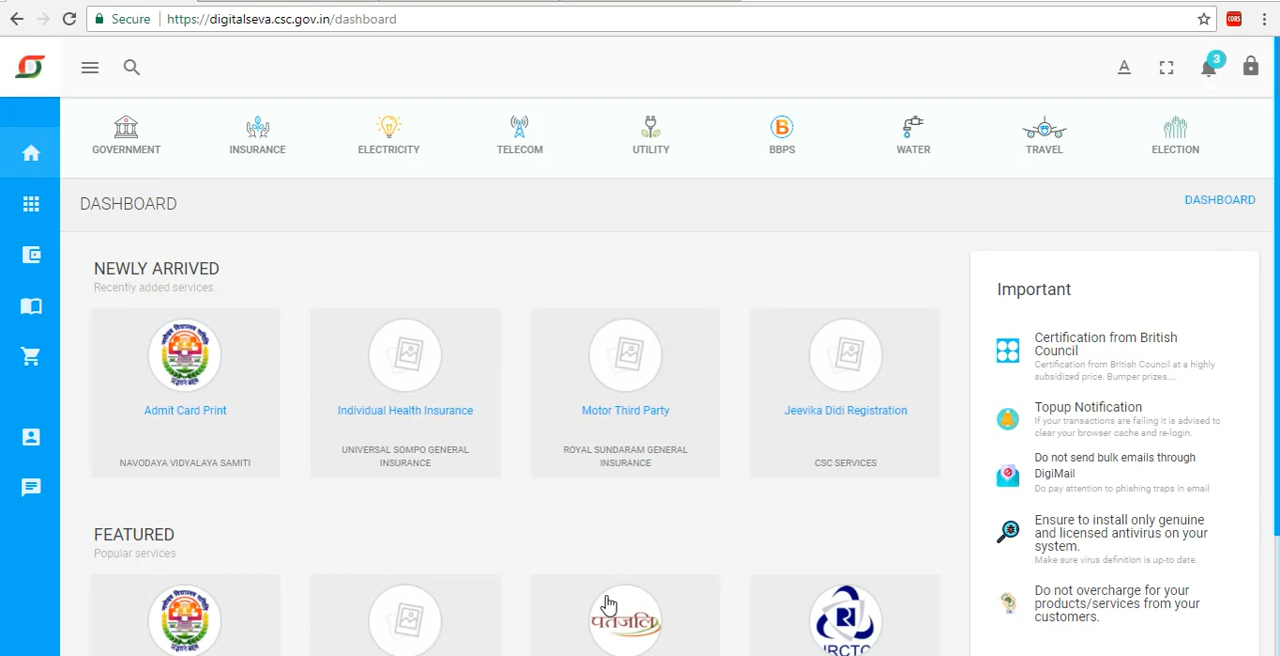 Secure
https://digitalseva.csc.gov.in/dashboard
CORS
3
GOVERNMENT
INSURANCE
ELECTRICITY
TELECOM
UTILITY
BBPS
WATER
TRAVEL
ELECTION
DASHBOARD
DASHBOARD
NEWLY ARRIVED
Recently added services
Admit Card Print
NAVODAYA VIDYALAYA SAMITI
Individual Health Insurance
UNIVERSAL SOMPO GENERAL
INSURANCE
Motor Third Party
ROYAL SUNDARAM GENERAL
INSURANCE
Jeevika Didi Registration
CSC SERVICES
FEATURED
Popular services
पतंजलि
IRCTC
Important
Certification from British
Council
Certification from British Council at a highly
subsidized price. Bumper prizes....
Topup Notification
If your transactions are failing it is advised to
clear your browser cache and re-login.
Do not send bulk emails through
DigiMail
Do pay attention to phishing traps in email
Ensure to install only genuine
and licensed antivirus on your
system.
Make sure virus definition is up-to date.
Do not overcharge for your
products/services from your
customers.